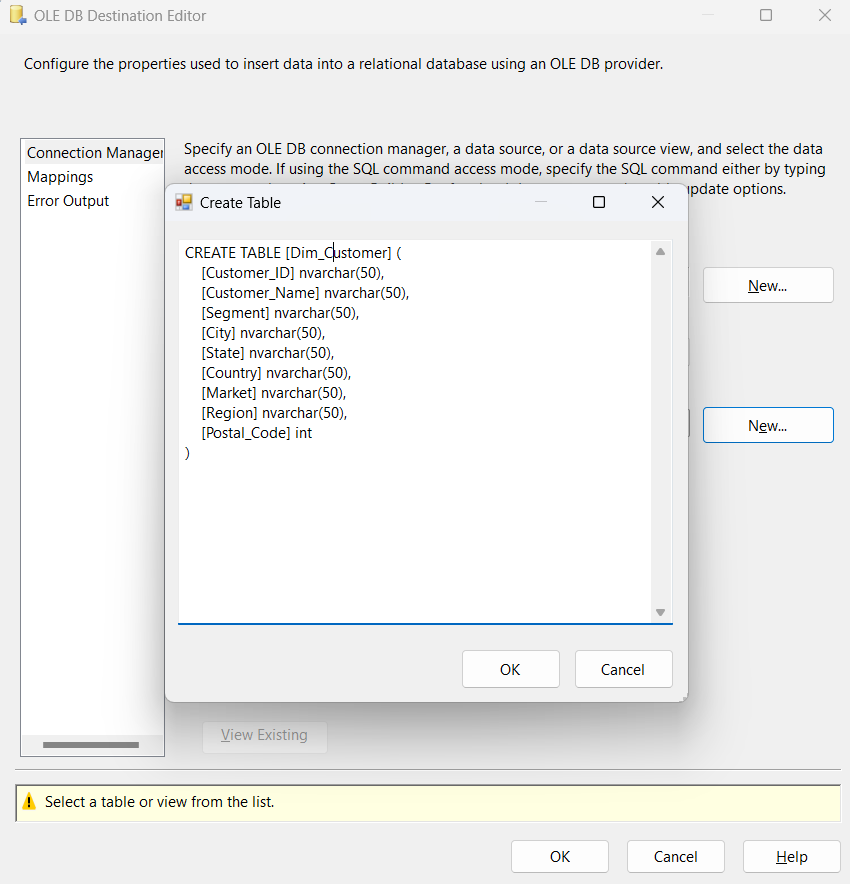 OLE DB Destination Editor
Configure the properties used to insert data into a relational database using an OLE DB provider.
Connection Manager
Mappings
Error Output
Specify an OLE DB connection manager, a data source, or a data source view, and select the data
access mode. If using the SQL command access mode, specify the SQL command either by typing
update options.
Create Table
CREATE TABLE [Dim_Customer] (
[Customer_ID] nvarchar(50),
[Customer_Name] nvarchar(50),
[Segment] nvarchar(50),
[City] nvarchar(50),
[State] nvarchar(50),
[Country] nvarchar(50),
[Market] nvarchar(50),
[Region] nvarchar(50),
[Postal_Code] int
)
New...
New...
OK
Cancel
View Existing
Select a table or view from the list.
OK
Cancel
Help